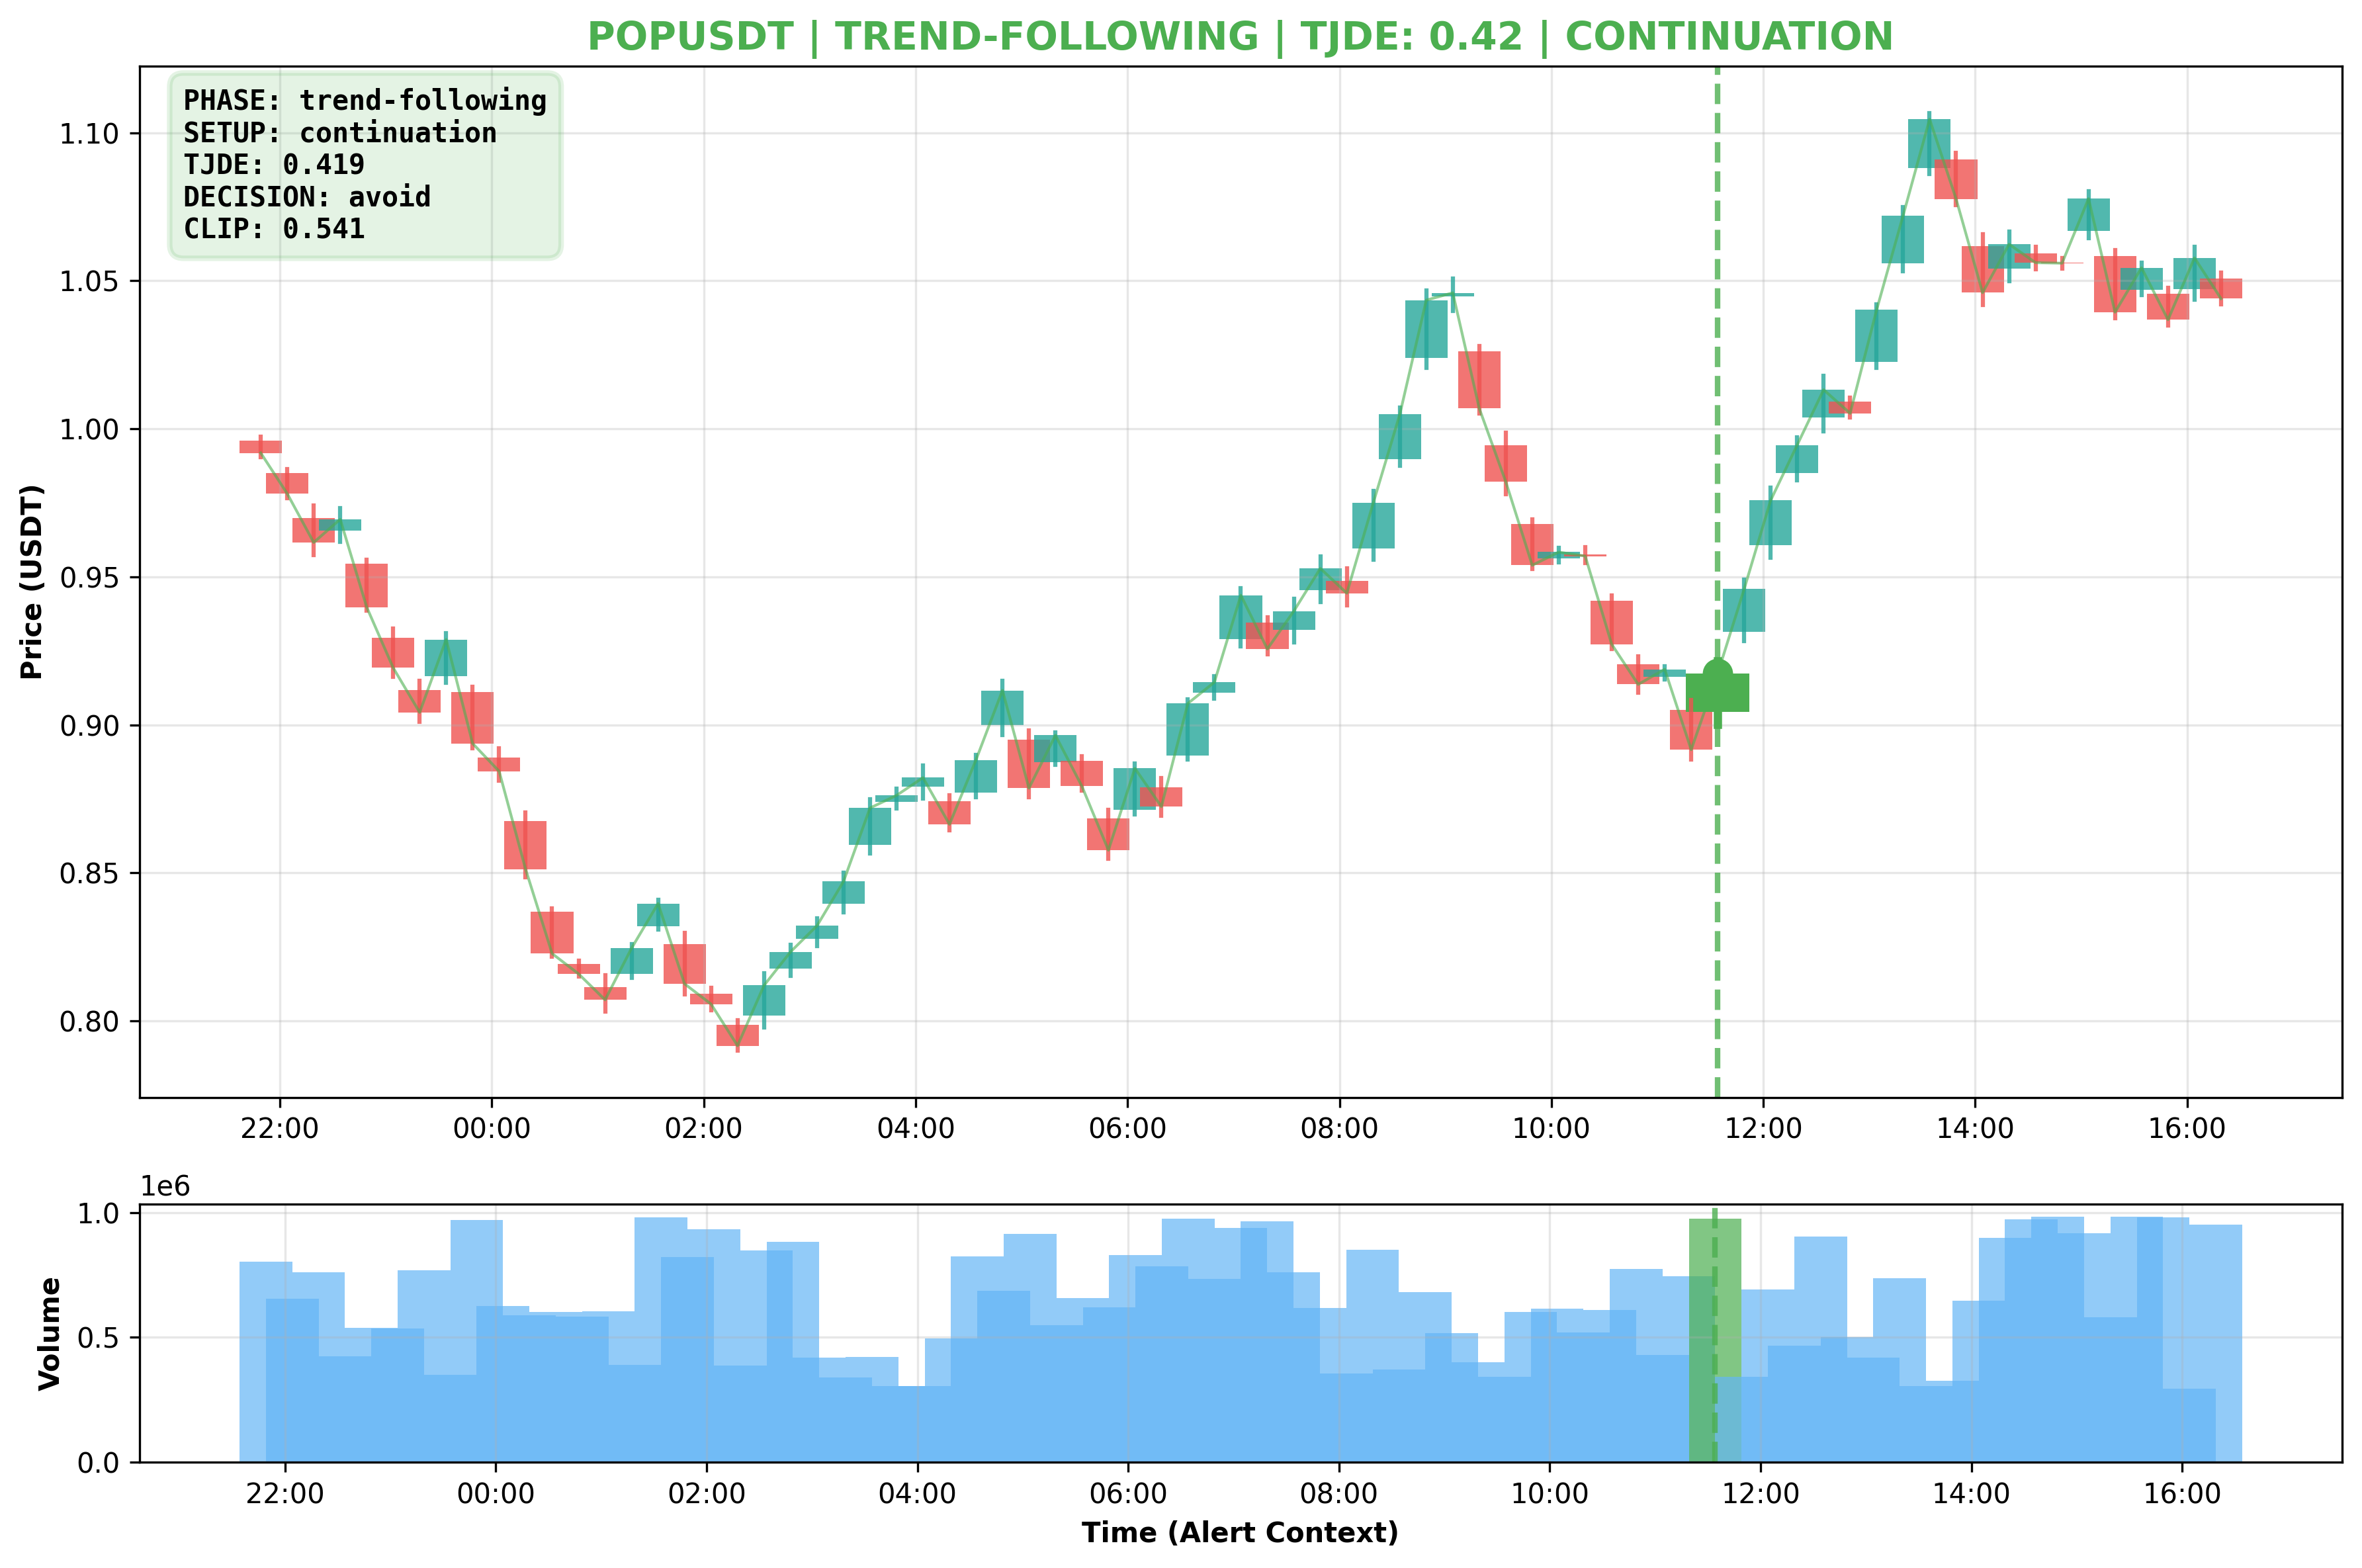 POPUSDT | TREND-FOLLOWING | TJDE: 0.42 | CONTINUATION
PHASE: trend-following
SETUP: continuation
TJDE: 0.419
DECISION: avoid
CLIP: 0.541
Price (USDT)
1.10
1.05
1.00
0.95
0.90
0.85
0.80
22:00 00:00 02:00 04:00 06:00 08:00 10:00 12:00 14:00 16:00
1e6
Volume
1.0
0.5
0.0
22:00 00:00 02:00 04:00 06:00 08:00 10:00 12:00 14:00 16:00
Time (Alert Context)